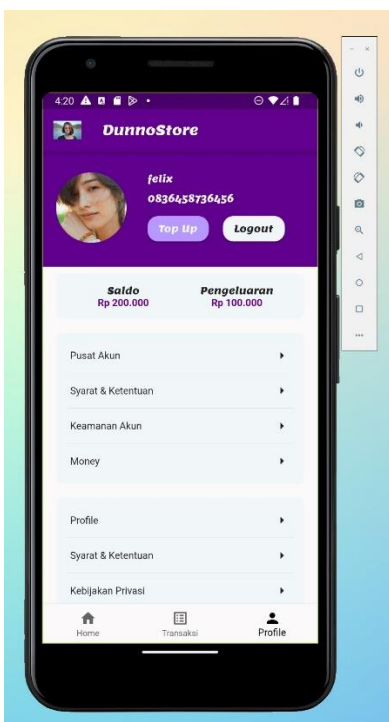 4:20
DunnoStore
felix
0836458736456
Top Up
Logout
Saldo
Pengeluaran
Rp 200.000
Rp 100.000
Pusat Akun
Syarat & Ketentuan
Keamanan Akun
Money
Profile
Syarat & Ketentuan
Kebijakan Privasi
Home
Transaksi
Profile